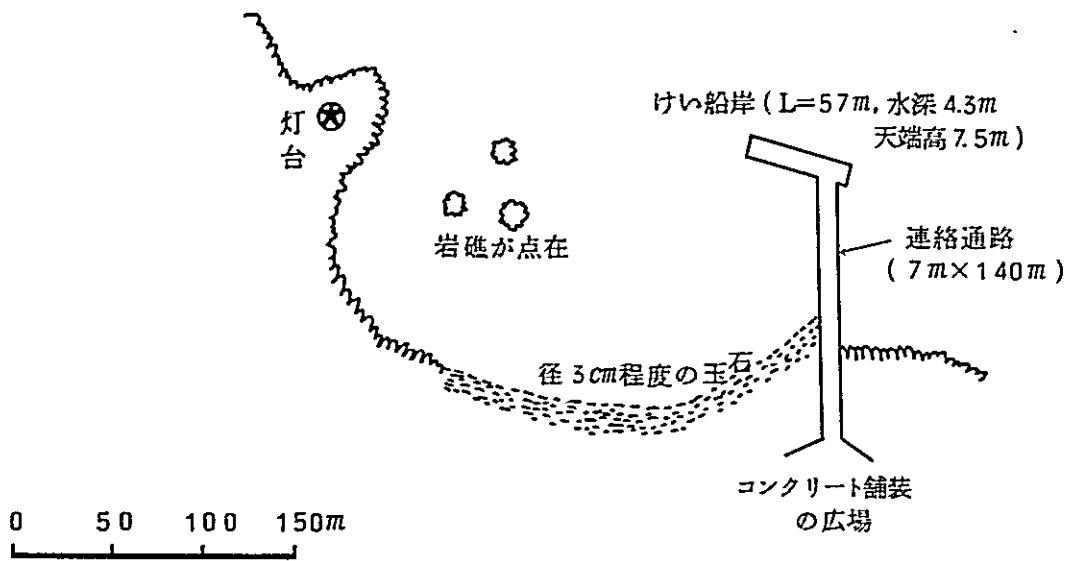 灯
台
けい船岸 ( L=57m, 水深 4.3m
天端高 7.5m )
岩礁が点在
連絡通路
( 7m×140m )
径 3cm程度の玉石
コンクリート舗装
の広場
0 50 100 150m